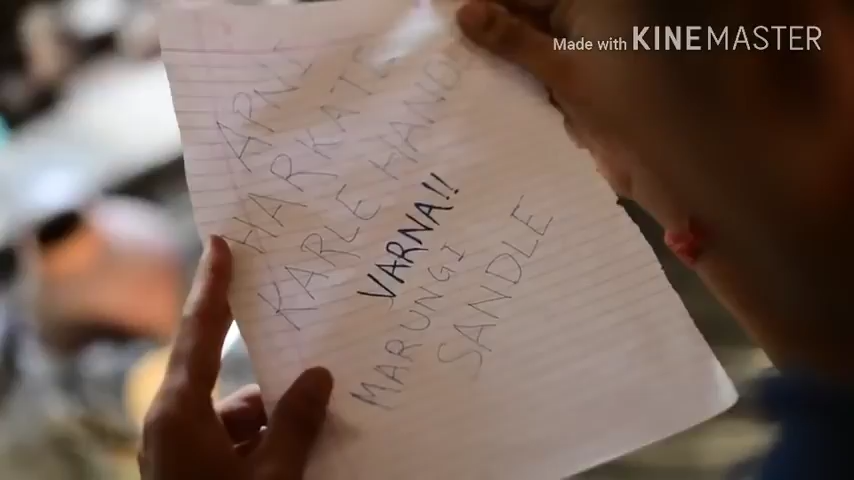 Made with KINEMASTER
APNI
HARKATE
KARLE HANDLE
VARNA!!
MARUNGI
SANDLE